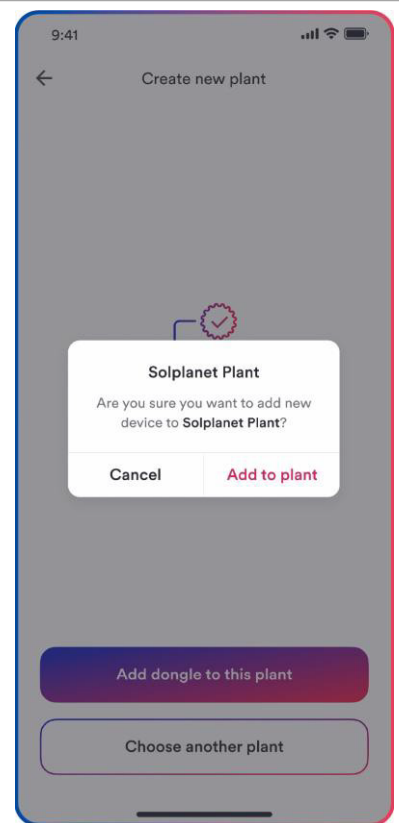 9:41
Create new plant
Solplanet Plant
Are you sure you want to add new
device to Solplanet Plant?
Cancel Add to plant
Add dongle to this plant
Choose another plant